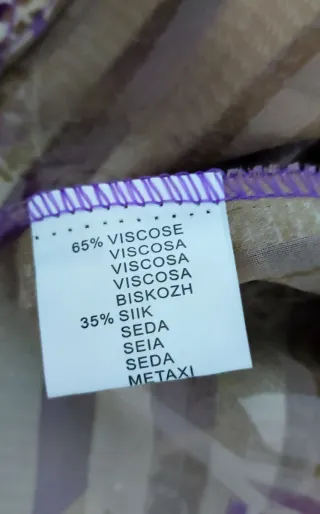 65% VISCOSE
VISCOSA
VISCOSA
VISCOSA
BISKOZH
35% SIIK
SEDA
SEIA
SEDA
METAXI